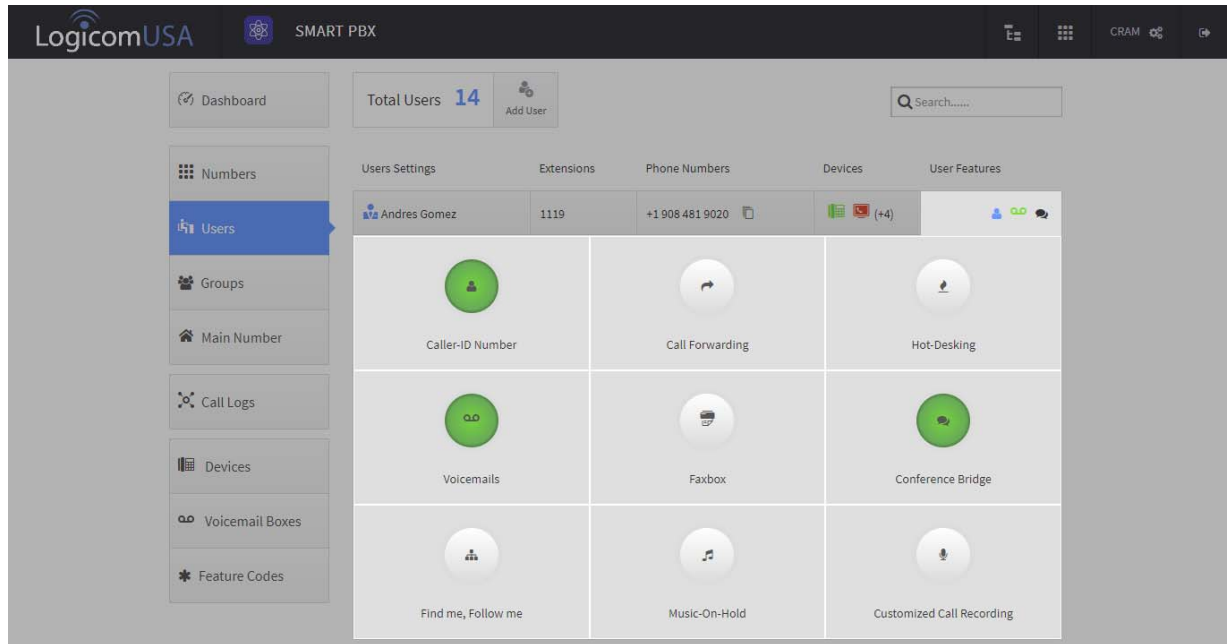 LogicomUSA SMART PBX CRAM
Dashboard
Total Users 14
Add User
Search......
Numbers
Users
Groups
Main Number
Call Logs
Devices
Voicemail Boxes
Feature Codes
Users Settings Extensions Phone Numbers Devices User Features
Andres Gomez 1119 +1 908 481 9020 (+4)
Caller-ID Number Call Forwarding Hot-Desking
Voicemails Faxbox Conference Bridge
Find me, Follow me Music-On-Hold Customized Call Recording